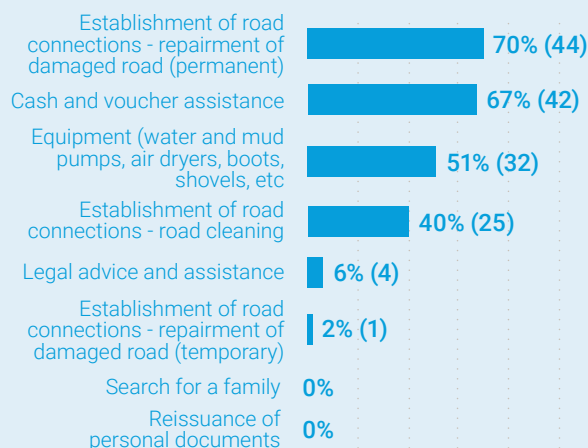 Establishment of road
connections - repairment of
damaged road (permanent)
70% (44)
Cash and voucher assistance
67% (42)
Equipment (water and mud
pumps, air dryers, boots,
shovels, etc
51% (32)
Establishment of road
connections - road cleaning
40% (25)
Legal advice and assistance
6% (4)
Establishment of road
connections - repairment of
damaged road (temporary)
2% (1)
Search for a family
0%
Reissuance of
personal documents
0%